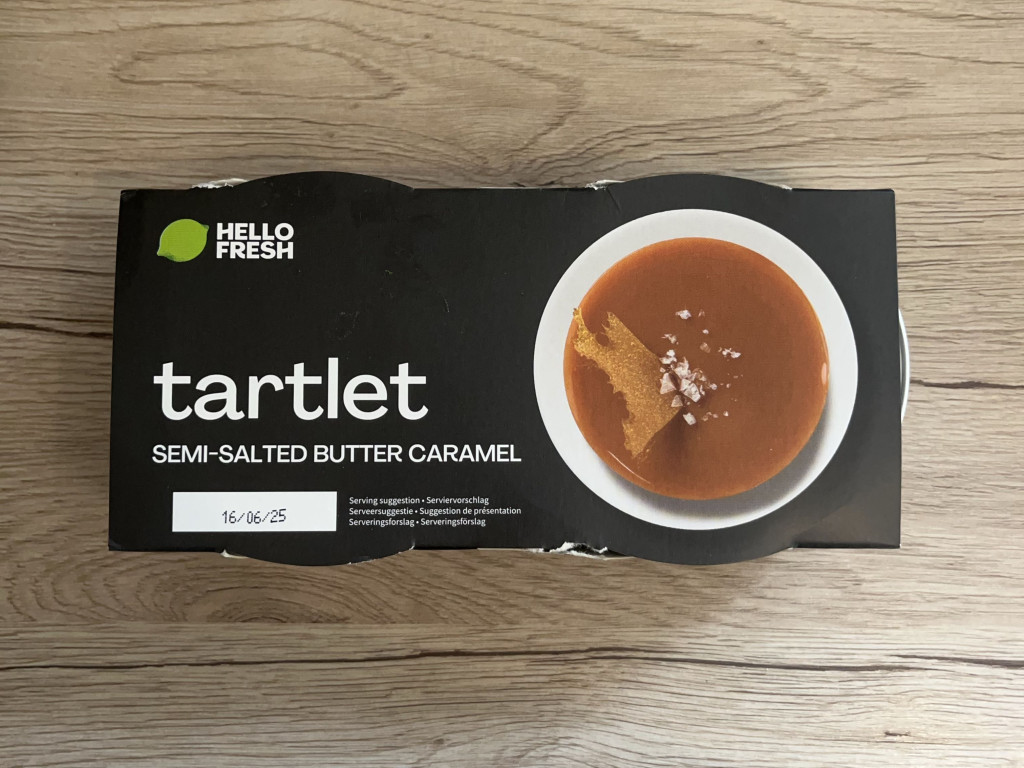 HELLO
FRESH
tartlet
SEMI-SALTED BUTTER CARAMEL
16/06/25
Serving suggestion • Serviervorschlag
Serveersuggestie • Suggestion de présentation
Serveringsforslag • Serveringsförslag